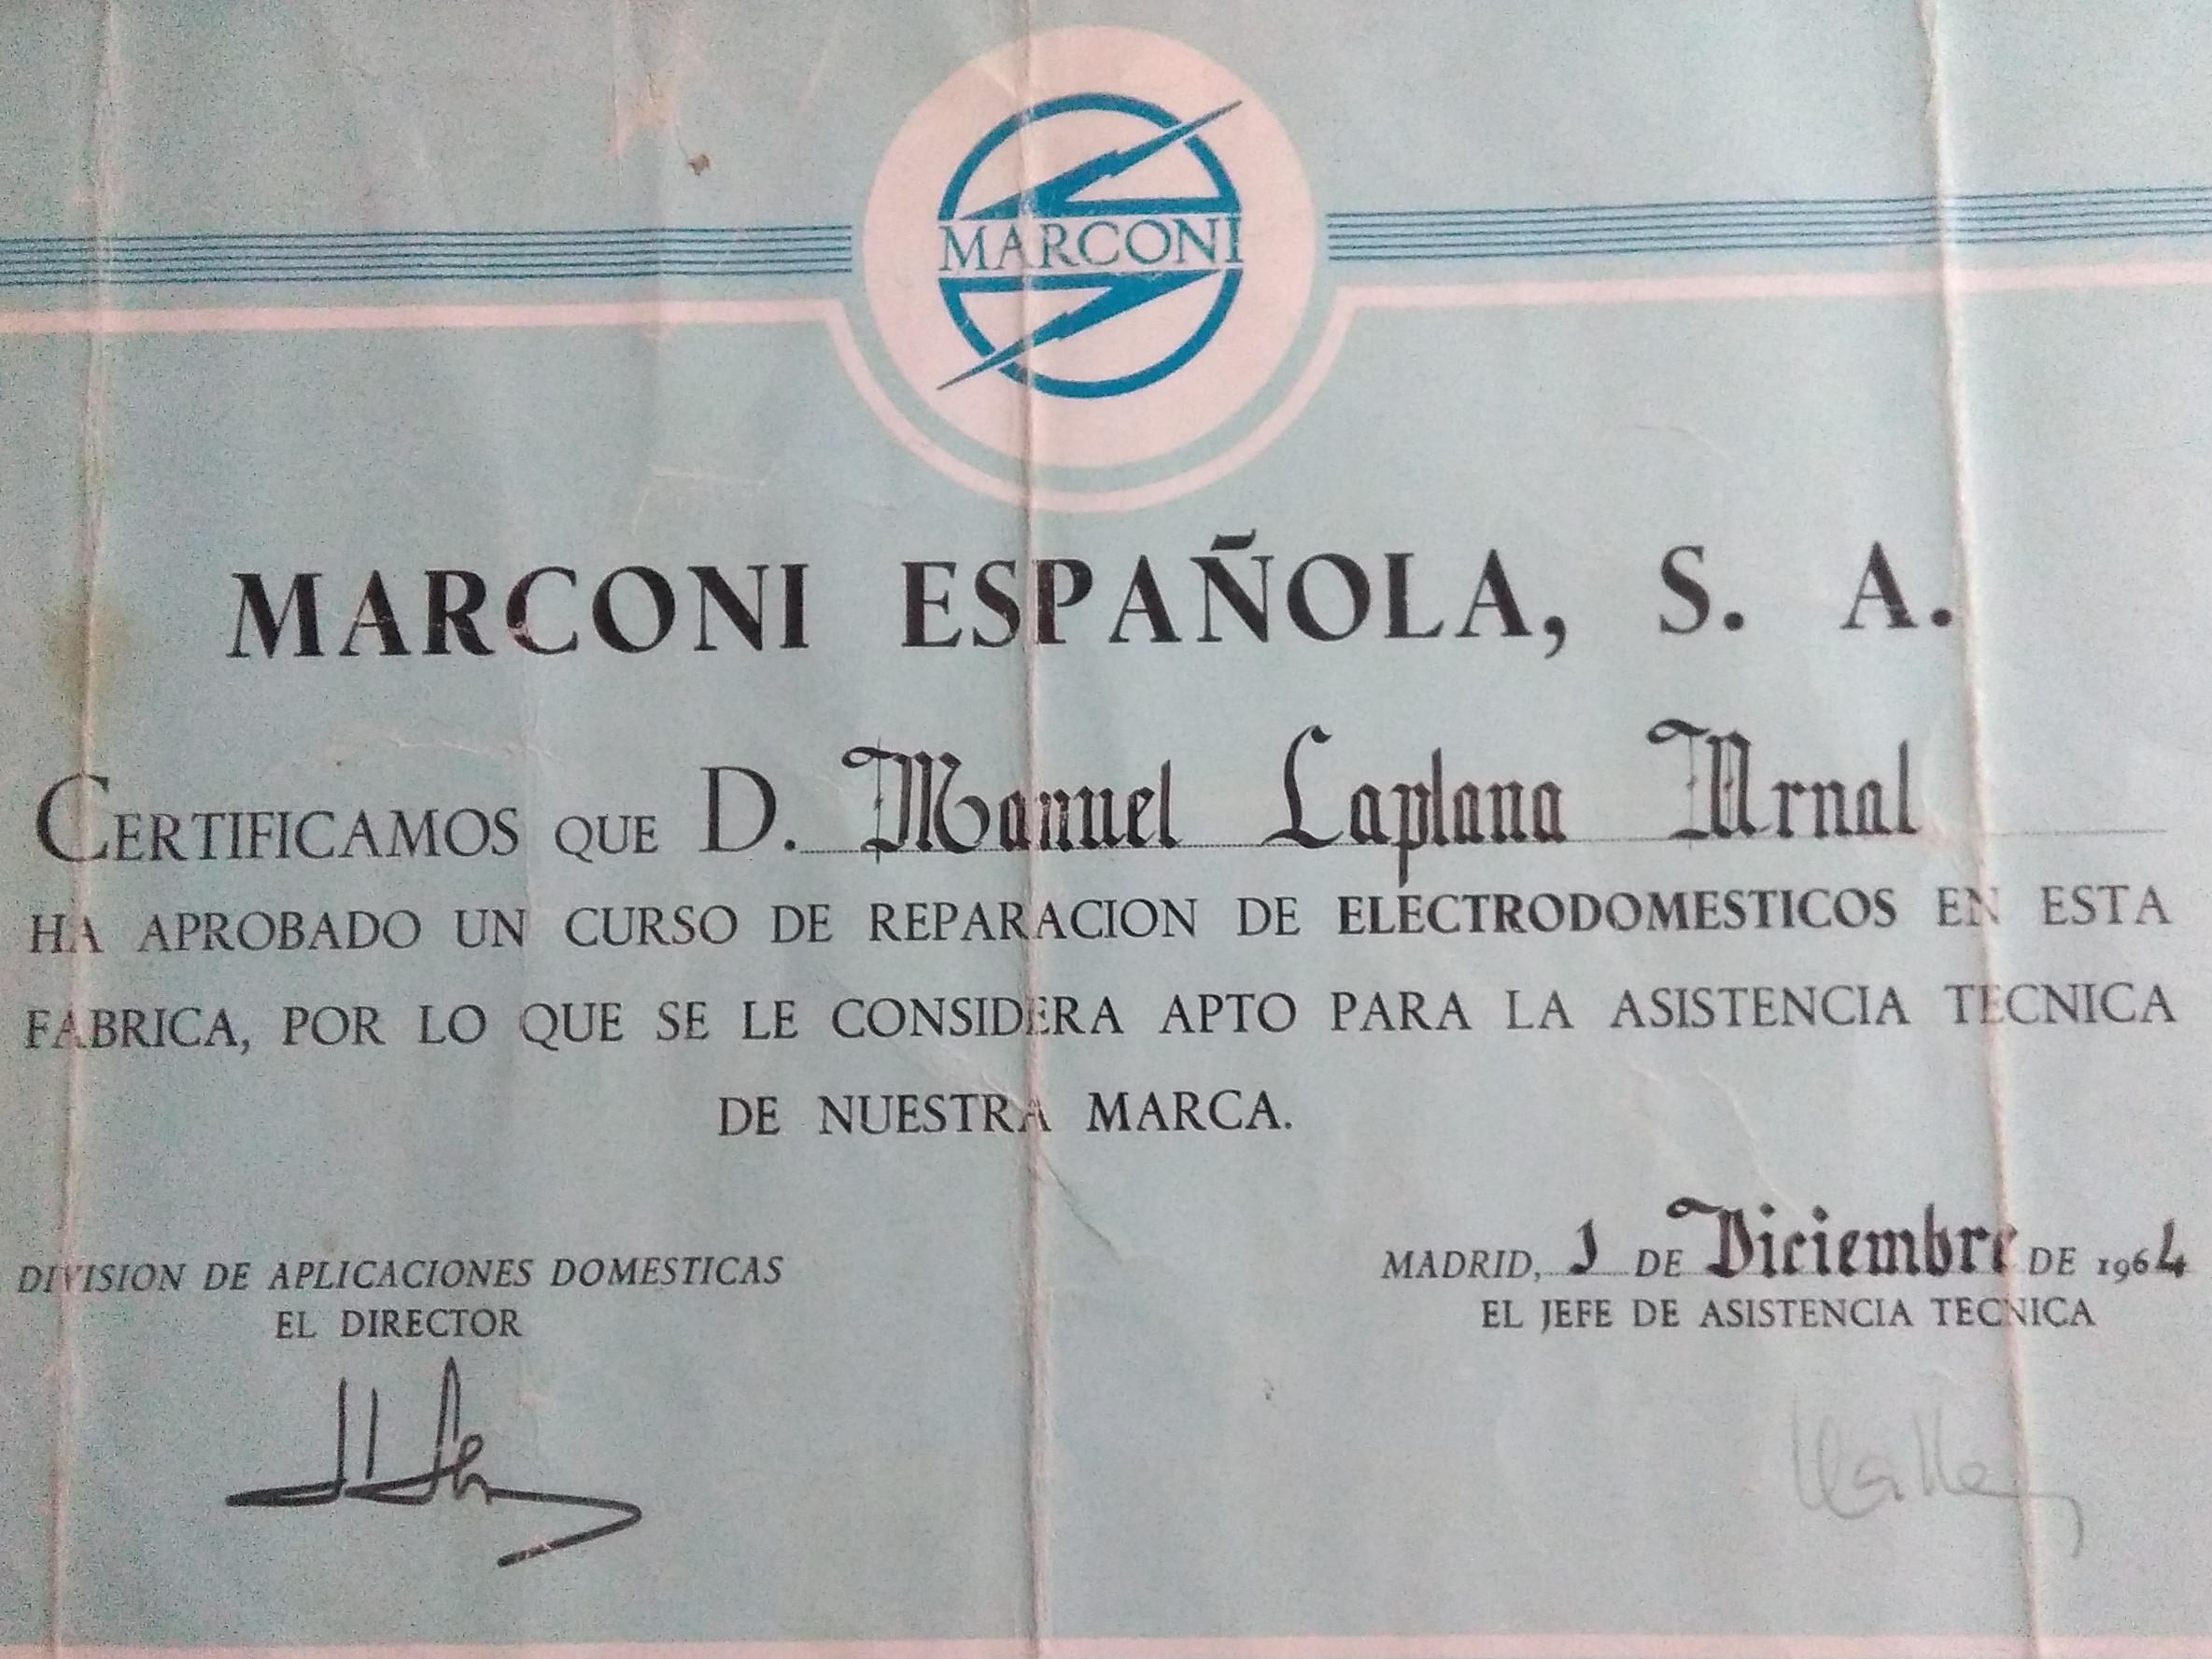 MARCONI
MARCONI ESPAÑOLA, S. A.
CERTIFICAMOS QUE D. Manuel Laplana Arnal
HA APROBADO UN CURSO DE REPARACION DE ELECTRODOMESTICOS EN ESTA
FABRICA, POR LO QUE SE LE CONSIDERA APTO PARA LA ASISTENCIA TECNICA
DE NUESTRA MARCA.
MADRID, 1 DE Diciembre DE 1964
DIVISION DE APLICACIONES DOMESTICAS
EL DIRECTOR
EL JEFE DE ASISTENCIA TECNICA